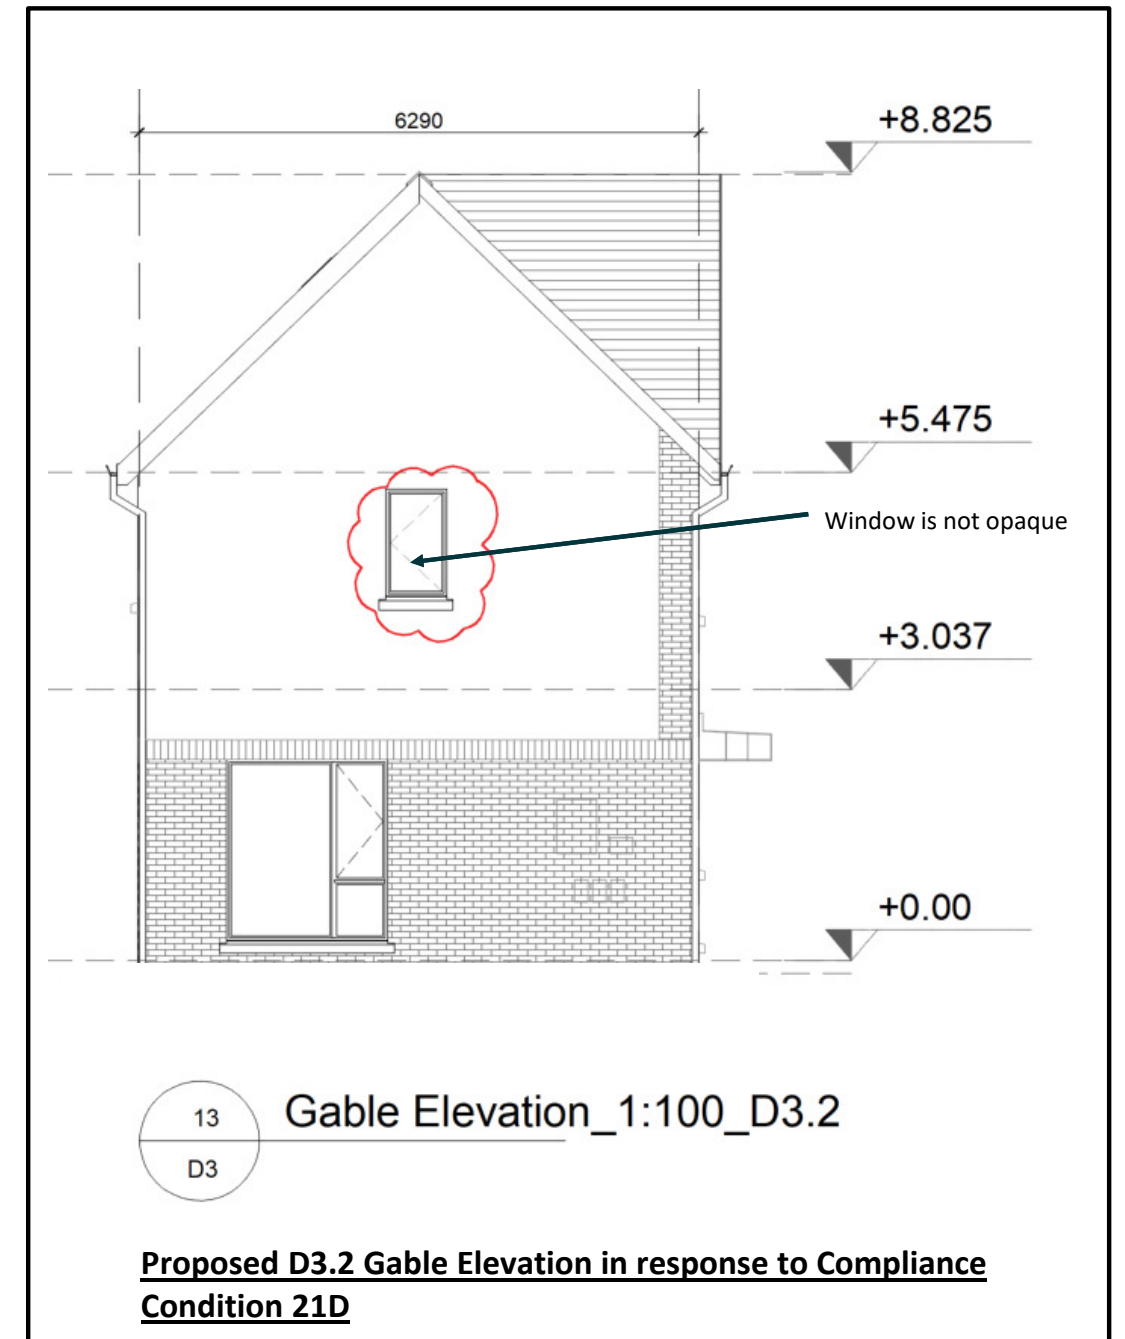 6290
+8.825
+5.475
Window is not opaque
+3.037
+0.00
13
D3
Gable Elevation_1:100_D3.2
Proposed D3.2 Gable Elevation in response to Compliance
Condition 21D